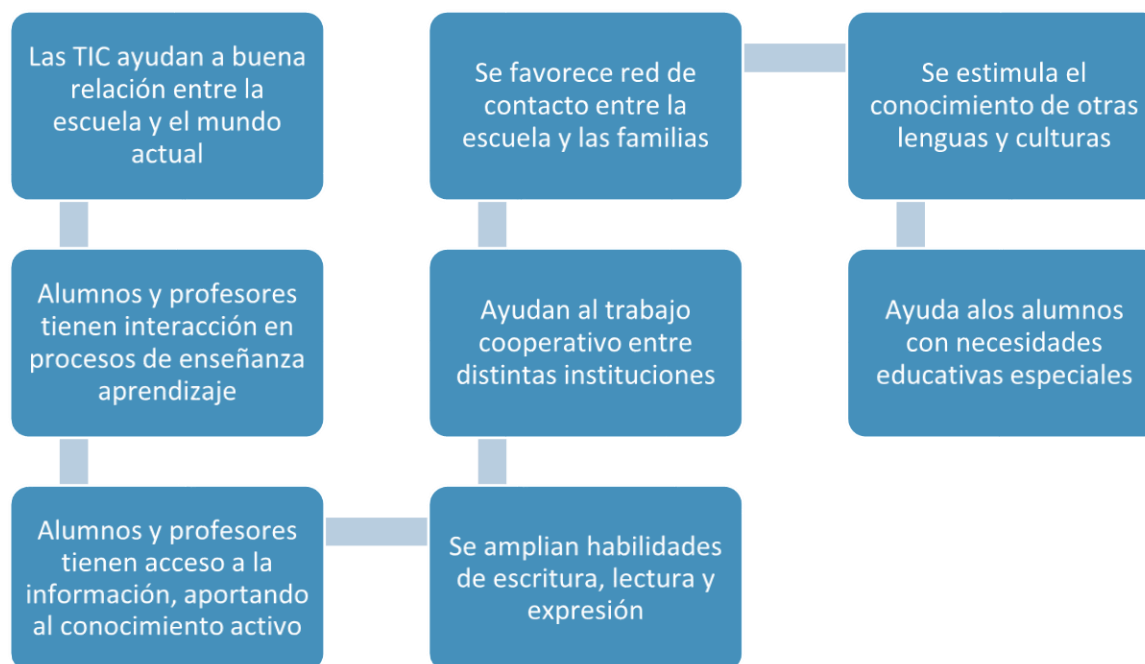 Las TIC ayudan a buena
relación entre la
escuela y el mundo
actual
Alumnos y profesores
tienen interacción en
procesos de enseñanza
aprendizaje
Alumnos y profesores
tienen acceso a la
información, aportando
al conocimiento activo
Se amplian habilidades
de escritura, lectura y
expresión
Ayudan al trabajo
cooperativo entre
distintas instituciones
Se favorece red de
contacto entre la
escuela y las familias
Se estimula el
conocimiento de otras
lenguas y culturas
Ayuda alos alumnos
con necesidades
educativas especiales